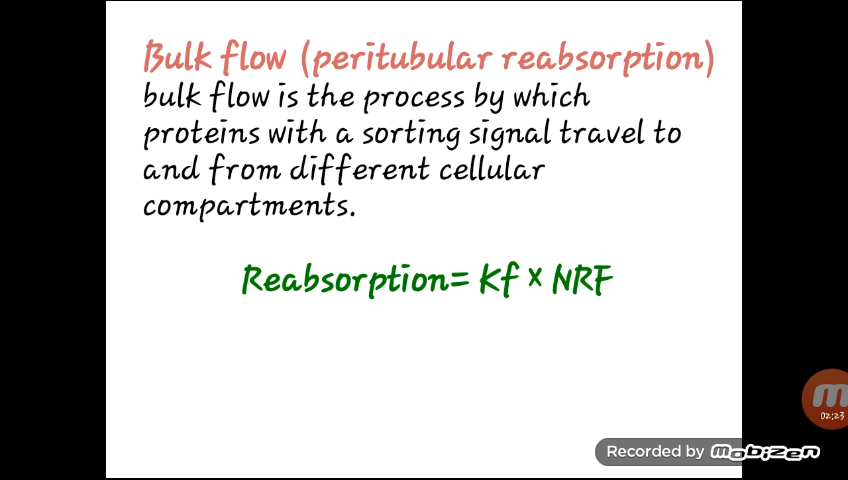 Bulk flow (peritubular reabsorption)
bulk flow is the process by which
proteins with a sorting signal travel to
and from different cellular
compartments.
Reabsorption= Kf × NRF
02:23
Recorded by mobizen